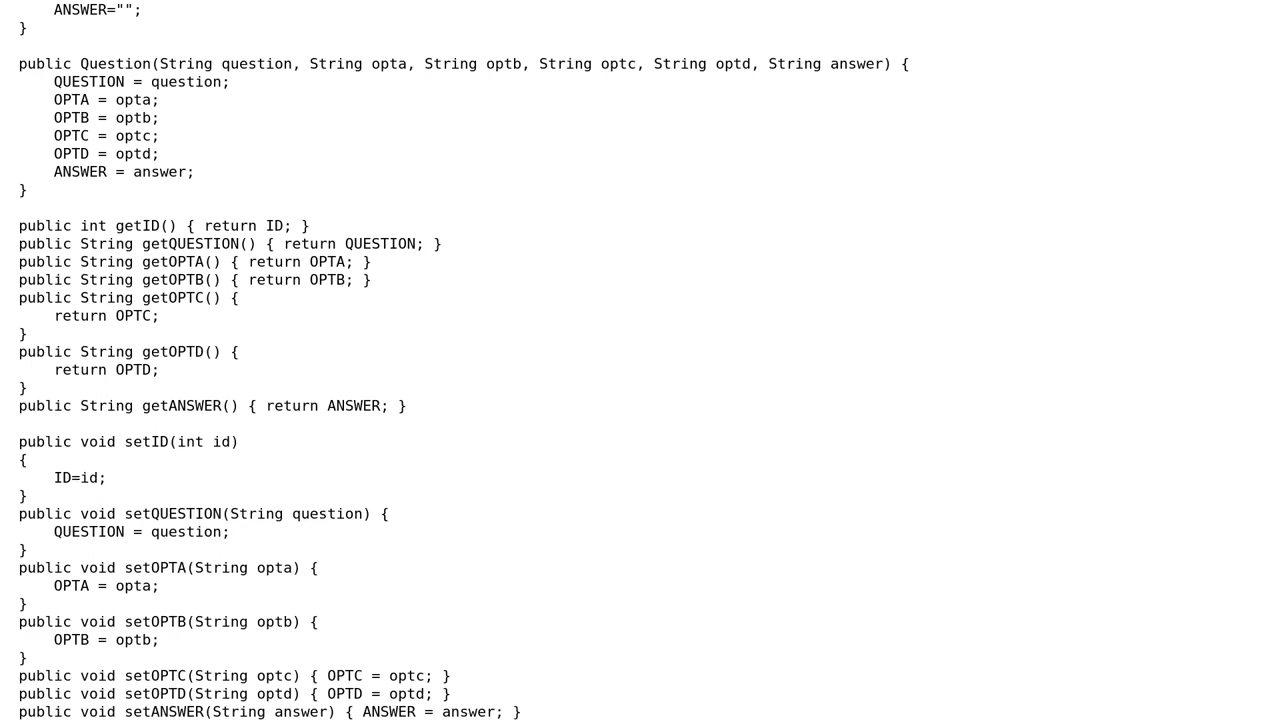 ANSWER="";
}

public Question(String question, String opta, String optb, String optc, String optd, String answer) {
    QUESTION = question;
    OPTA = opta;
    OPTB = optb;
    OPTC = optc;
    OPTD = optd;
    ANSWER = answer;
}

public int getID() { return ID; }
public String getQUESTION() { return QUESTION; }
public String getOPTA() { return OPTA; }
public String getOPTB() { return OPTB; }
public String getOPTC() {
    return OPTC;
}
public String getOPTD() {
    return OPTD;
}
public String getANSWER() { return ANSWER; }

public void setID(int id)
{
    ID=id;
}
public void setQUESTION(String question) {
    QUESTION = question;
}
public void setOPTA(String opta) {
    OPTA = opta;
}
public void setOPTB(String optb) {
    OPTB = optb;
}
public void setOPTC(String optc) { OPTC = optc; }
public void setOPTD(String optd) { OPTD = optd; }
public void setANSWER(String answer) { ANSWER = answer; }